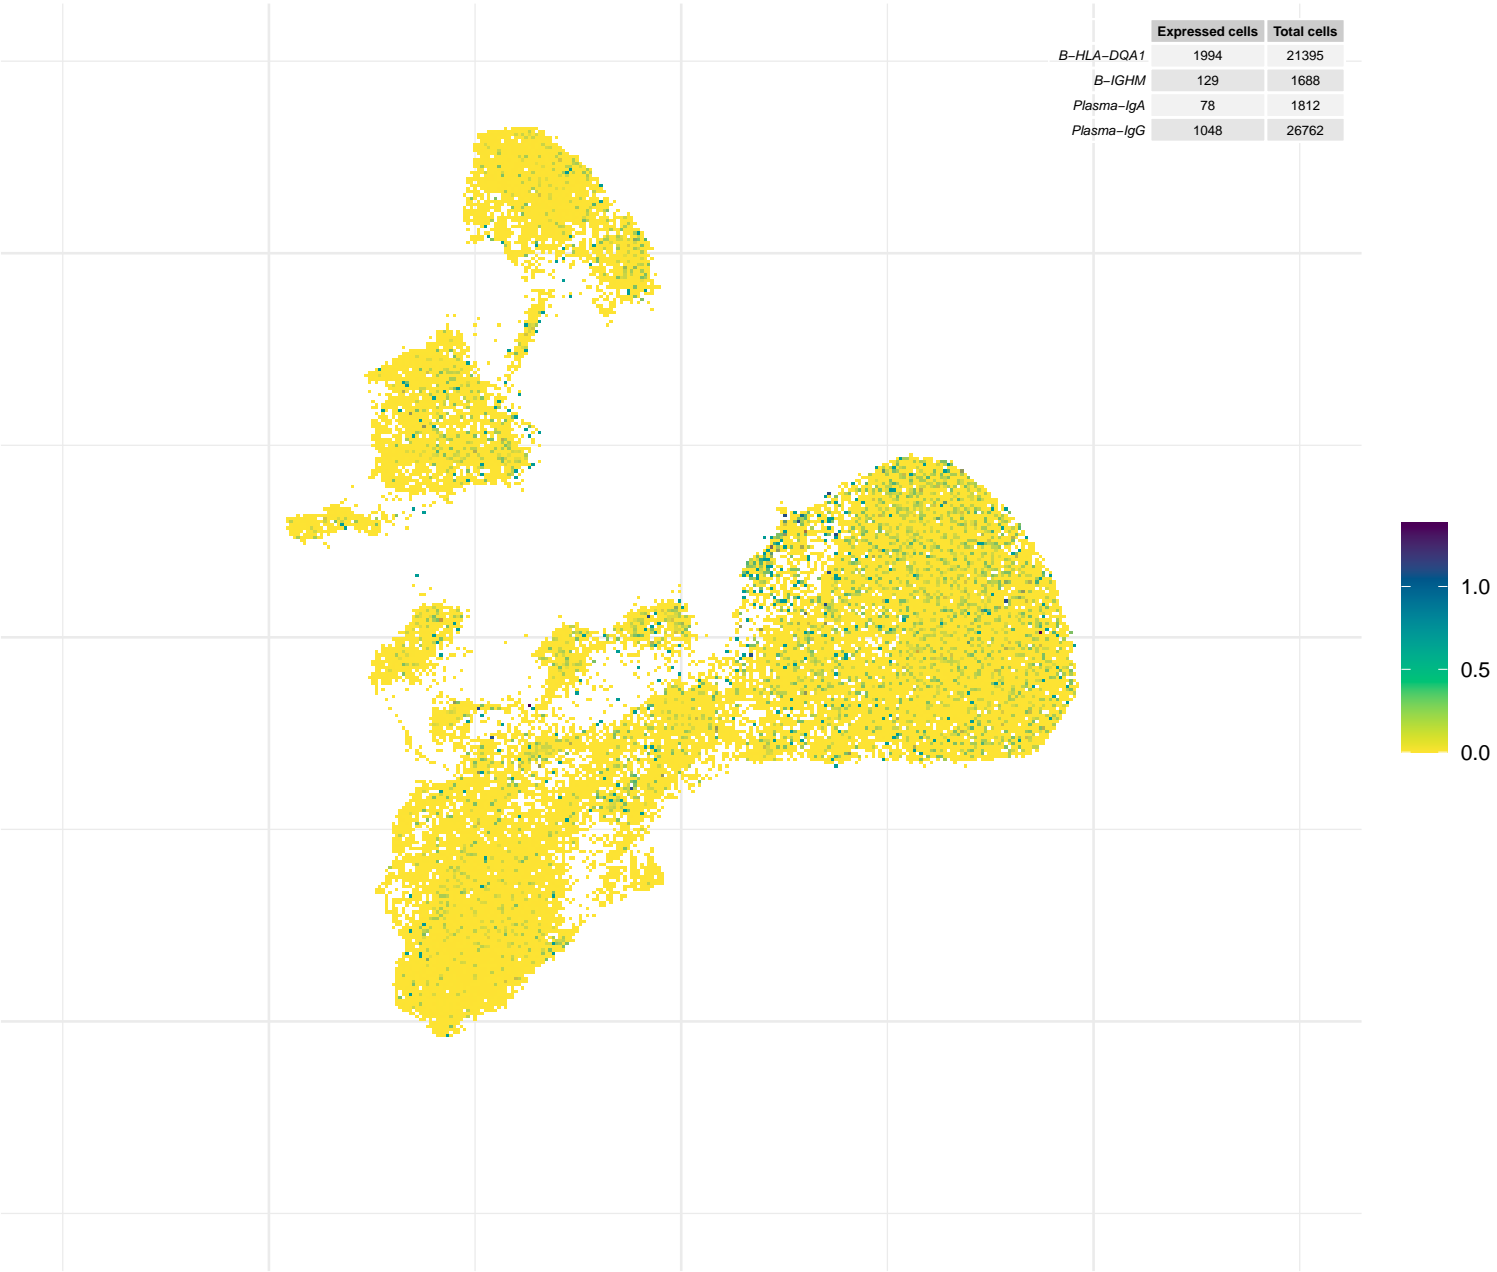 Expressed cells Total cells
B−HLA−DQA1 1994 21395
B−IGHM 129 1688
Plasma−IgA 78 1812
Plasma−IgG 1048 26762
1.0
0.5
0.0